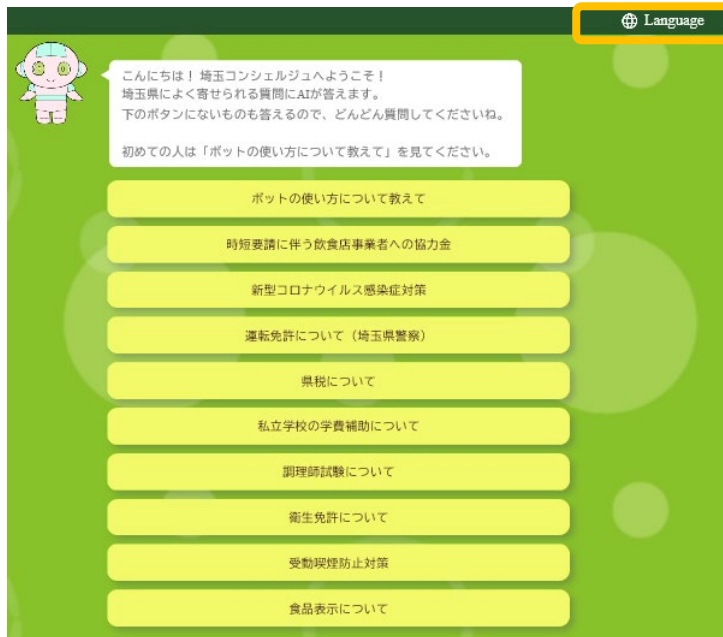 Language
こんにちは！ 埼玉コンシェルジュへようこそ！
埼玉県によく寄せられる質問にAIが答えます。
下のボタンにないものも答えるので、どんどん質問してくださいね。
初めての人は「ボットの使い方について教えて」を見てください。
ボットの使い方について教えて
時短要請に伴う飲食店事業者への協力金
新型コロナウイルス感染症対策
運転免許について（埼玉県警察）
県税について
私立学校の学費補助について
調理師試験について
衛生免許について
受動喫煙防止対策
食品表示について